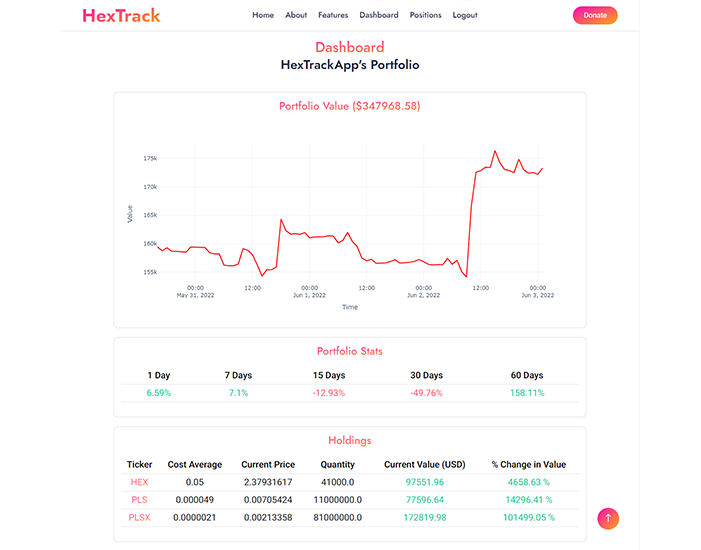 HexTrack Home About Features Dashboard Positions Logout Donate
Dashboard
HexTrackApp's Portfolio
Portfolio Value ($347968.58)
175k
170k
165k
160k
155k
Value
00:00 12:00 00:00 12:00 00:00 12:00 00:00
May 31, 2022 Jun 1, 2022 Jun 2, 2022 Jun 3, 2022
Time
Portfolio Stats
1 Day 7 Days 15 Days 30 Days 60 Days
6.59% 7.1% -12.93% -49.76% 158.11%
Holdings
Ticker Cost Average Current Price Quantity Current Value (USD) % Change in Value
HEX 0.05 2.37931617 41000.0 97551.96 4658.63 %
PLS 0.000049 0.00705424 11000000.0 77596.64 14296.41 %
PLSX 0.0000021 0.00213358 81000000.0 172819.98 101499.05 %